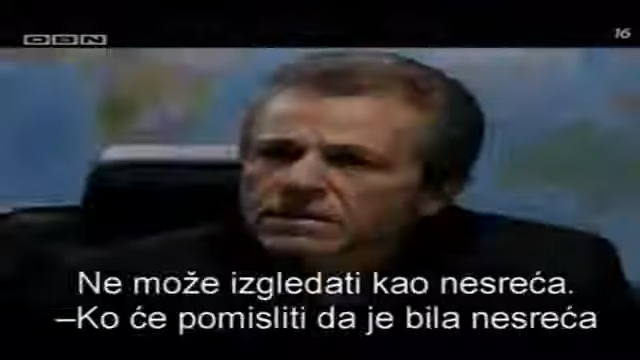 OBN
16
Ne može izgledati kao nesreća.
–Ko će pomisliti da je bila nesreća